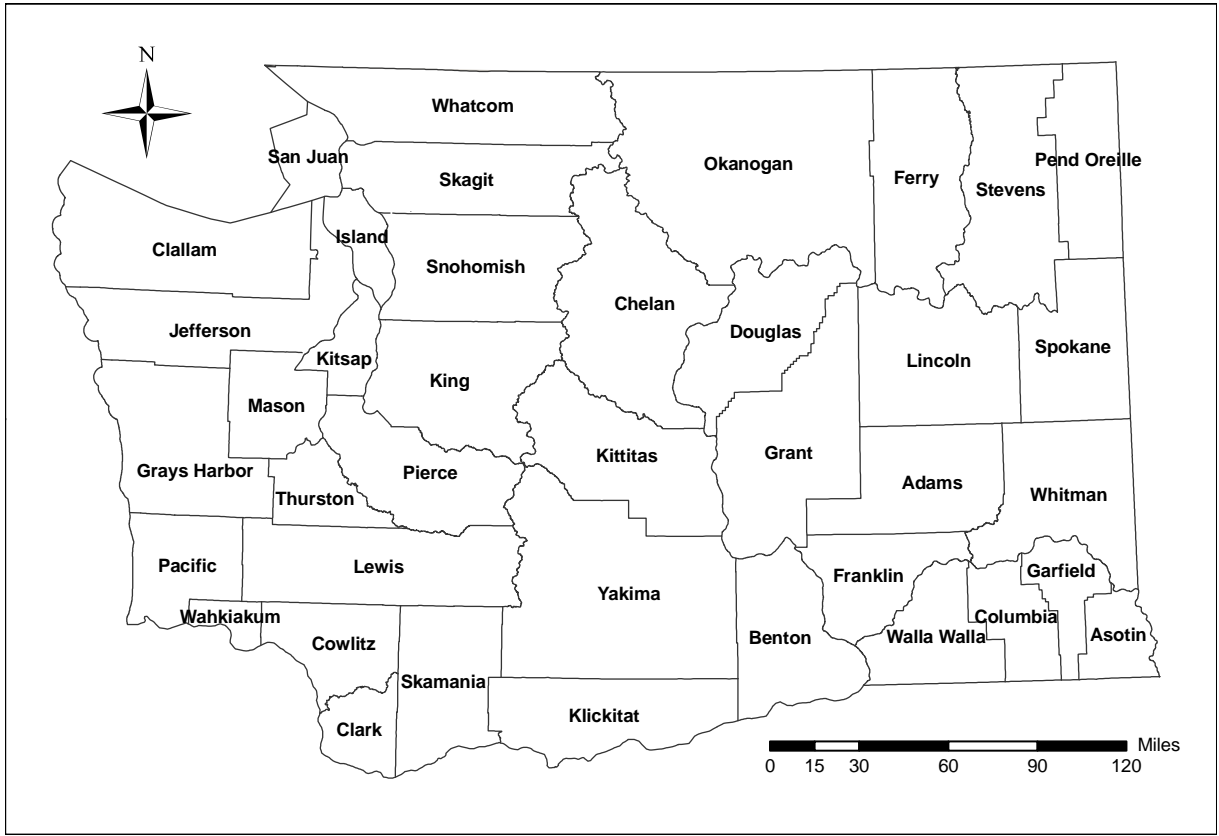 N
Whatcom
San Juan
Okanogan
Pend Oreille
Skagit
Ferry
Stevens
Island
Clallam
Snohomish
Chelan
Jefferson
Douglas
Kitsap
Lincoln
Spokane
King
Mason
Grays Harbor
Pierce
Kittitas
Grant
Adams
Thurston
Whitman
Pacific
Lewis
Yakima
Franklin
Garfield
Wahkiakum
Cowlitz
Benton
Walla Walla
Columbia
Asotin
Skamania
Clark
Klickitat
Miles
0 15 30 60 90 120